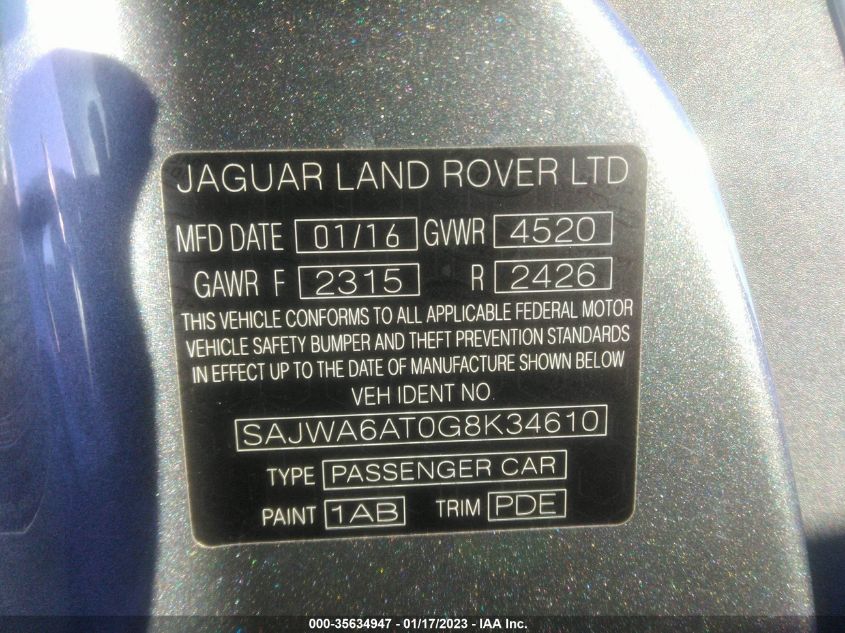 JAGUAR LAND ROVER LTD
MFD DATE 01/16 GVWR 4520
GAWR F 2315 R 2426
THIS VEHICLE CONFORMS TO ALL APPLICABLE FEDERAL MOTOR
VEHICLE SAFETY BUMPER AND THEFT PREVENTION STANDARDS
IN EFFECT UP TO THE DATE OF MANUFACTURE SHOWN BELOW
VEH IDENT NO.
SAJWA6AT0G8K34610
TYPE PASSENGER CAR
PAINT 1AB TRIM PDE
000-35634947 - 01/17/2023 - IAA Inc.